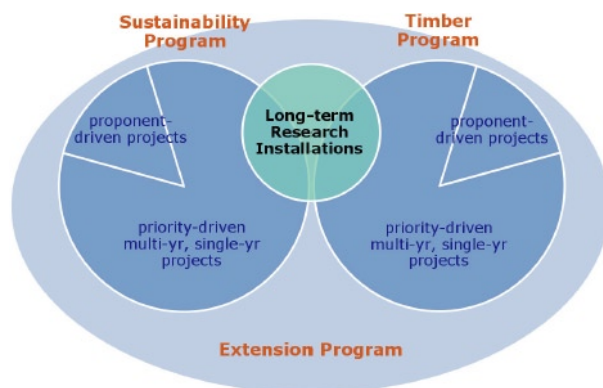 Sustainability
Program
Timber
Program
proponent-
driven projects
Long-term
Research
Installations
proponent-
driven projects
priority-driven
multi-yr, single-yr
projects
priority-driven
multi-yr, single-yr
projects
Extension Program